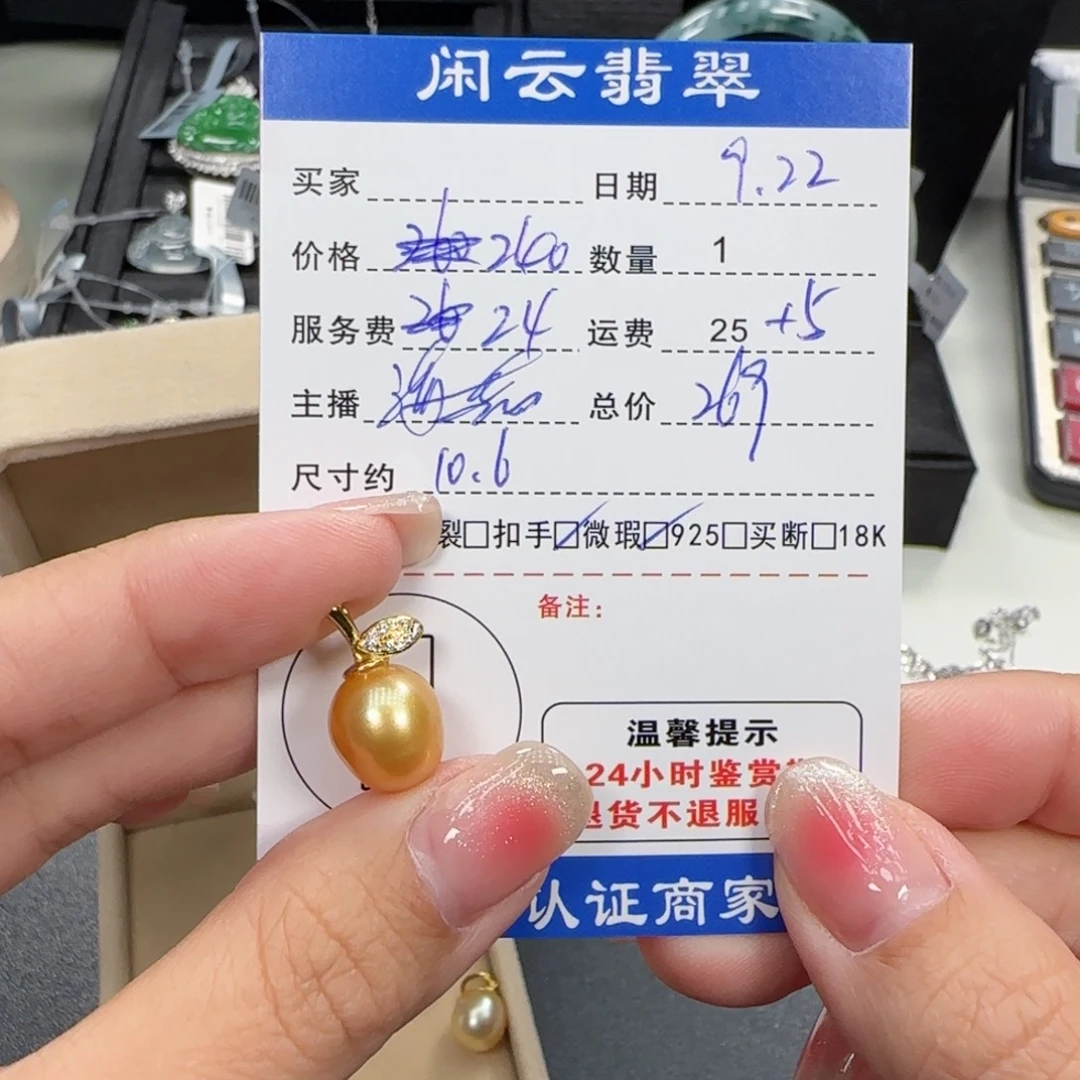 闲云翡翠
买家 日期 9.22
价格 260 数量 1
服务费 24 运费 25 +5
主播 总价 269
尺寸约 10.6
裂□扣手☑微瑕☑925□买断□18K
备注:
温馨提示
24小时鉴赏
退货不退服
认证商家